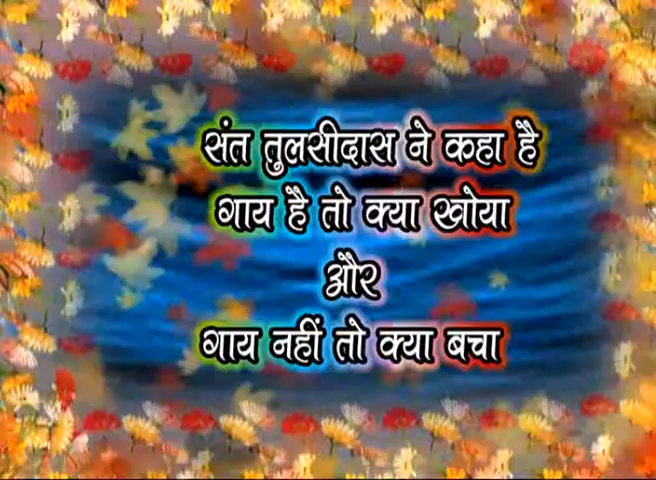 संत तुलसीदास ने कहा है
गाय है तो क्या खोया
और
गाय नहीं तो क्या बचा